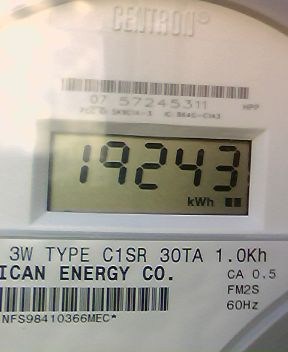 CENTRON®
07 57245311 HPP
19243
kWh
3W TYPE C1SR 30TA 1.0Kh
ICAN ENERGY CO. CA 0.5
FM2S
NFS98410366MEC* 60Hz